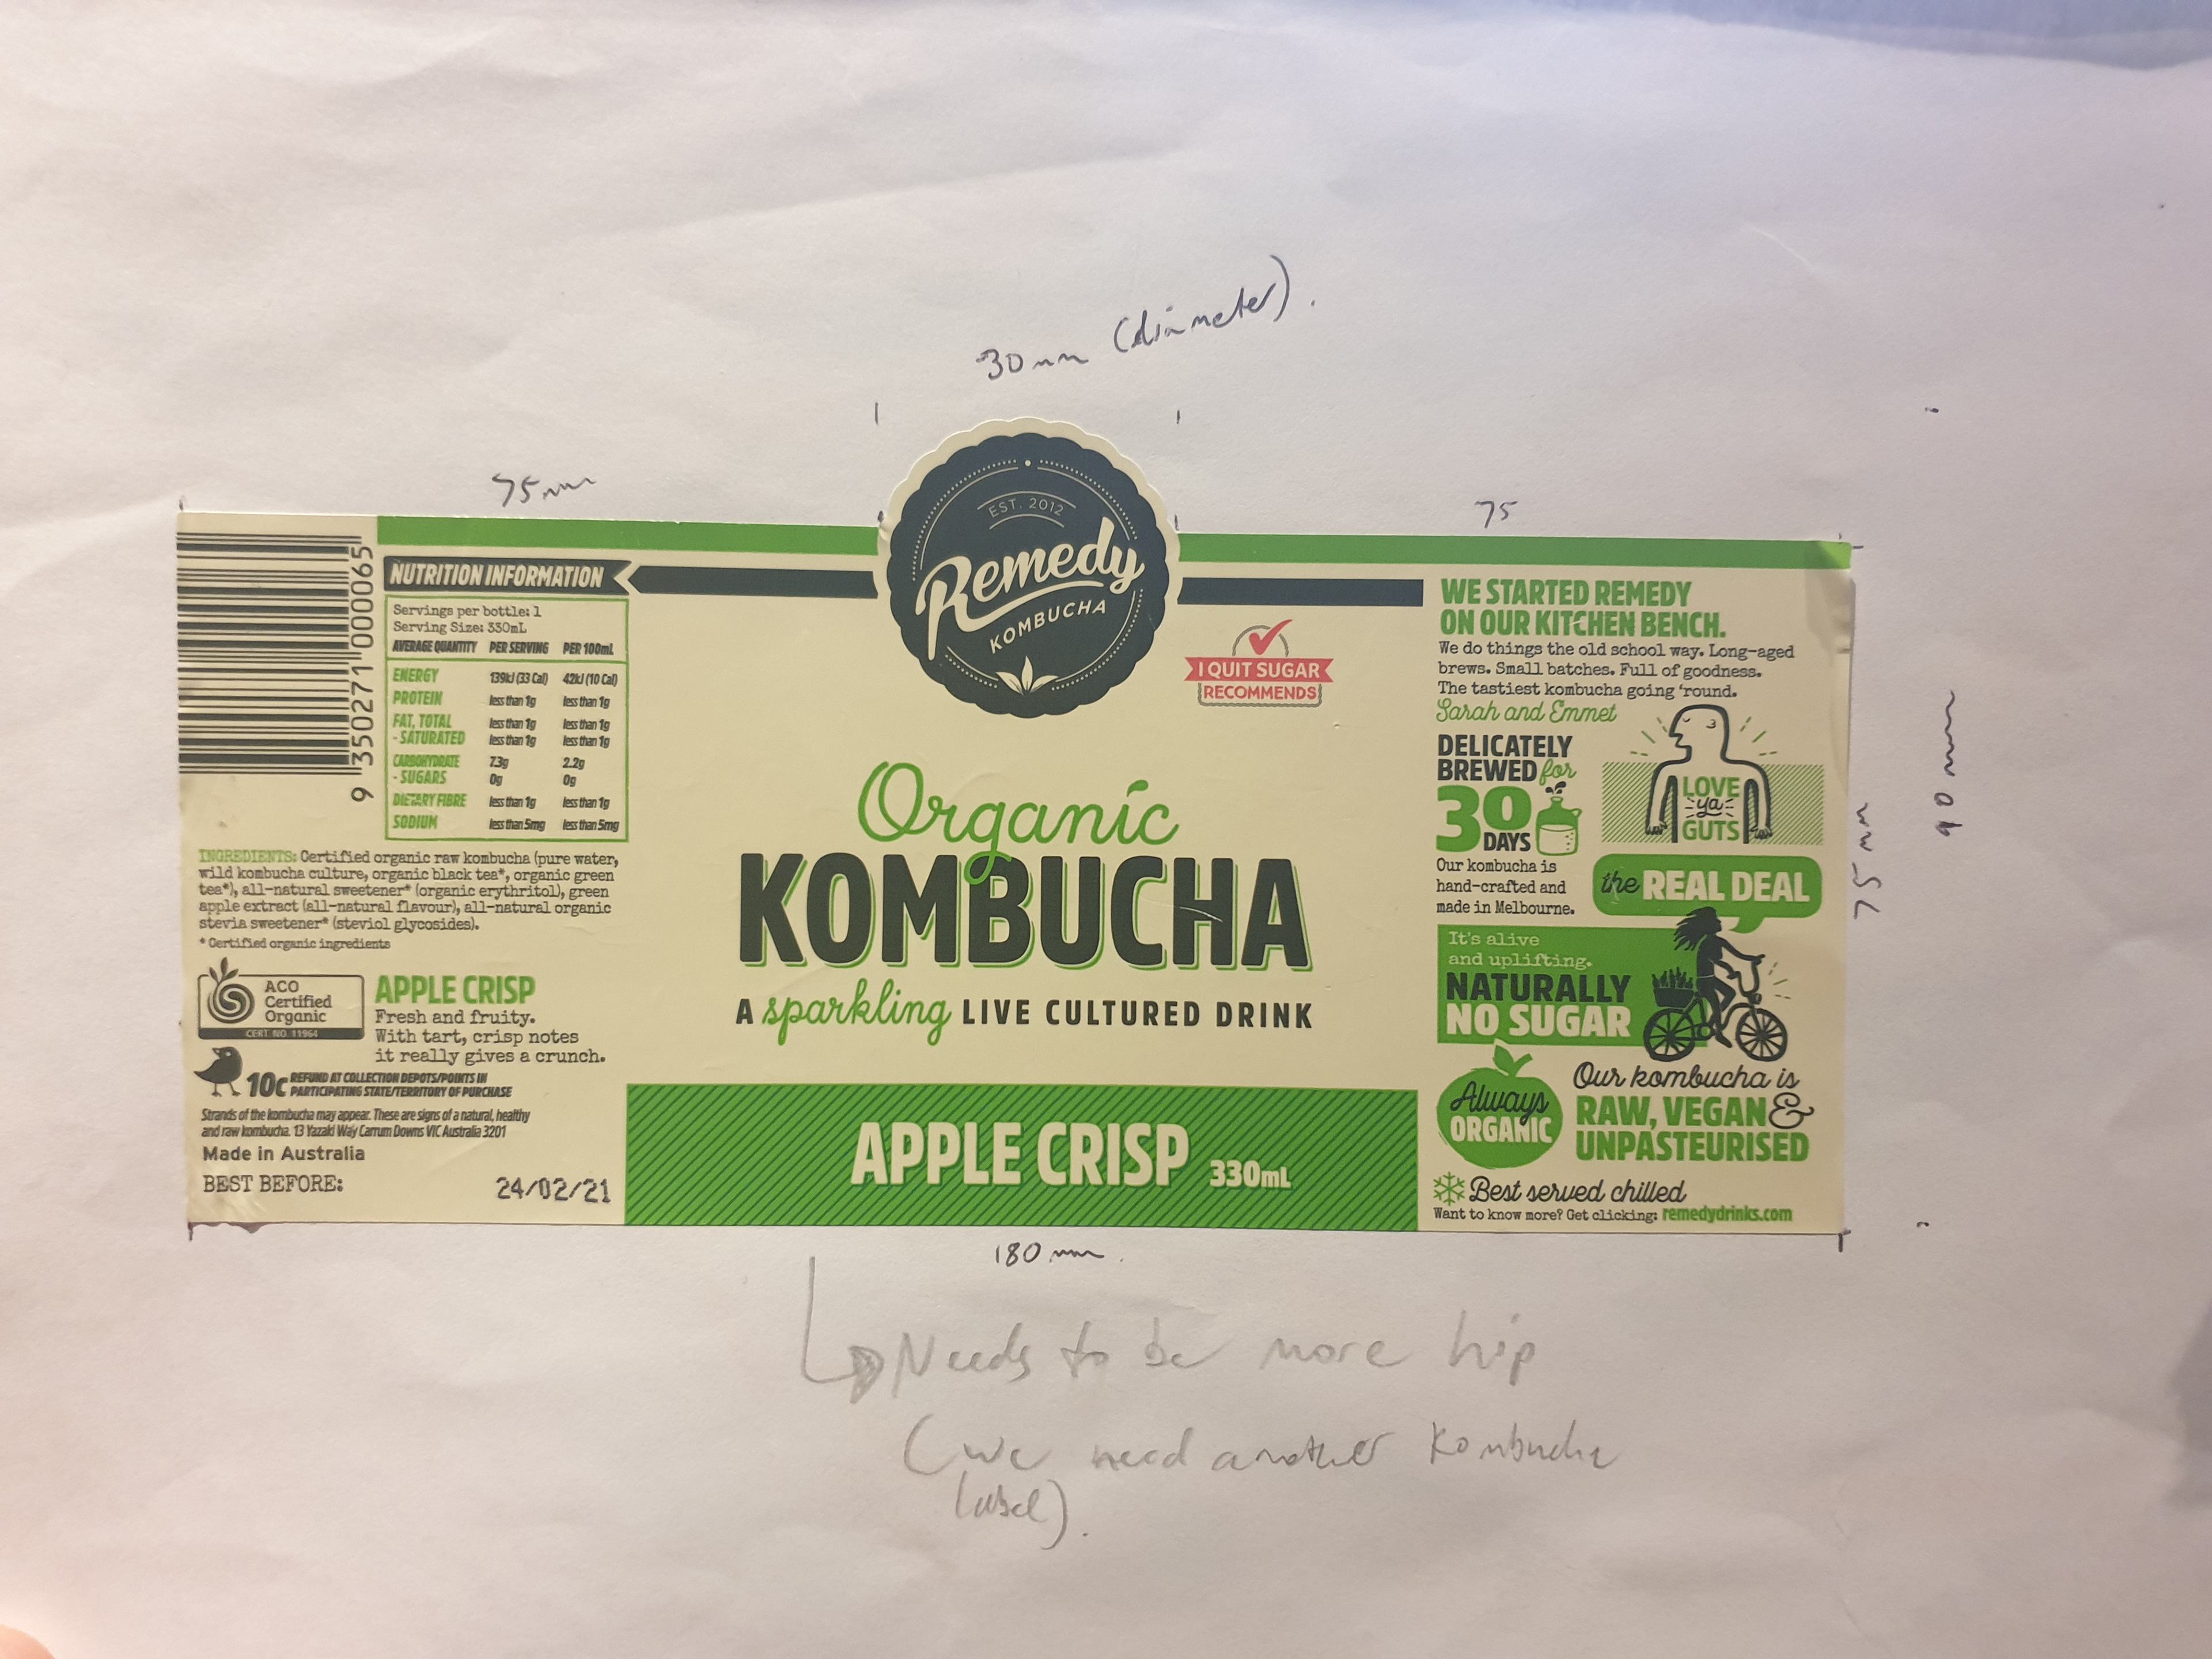 30mm (diameter).
75mm
75
9 350271 000065
NUTRITION INFORMATION
Servings per bottle: 1
Serving Size: 330mL
AVERAGE QUANTITY PER SERVING PER 100mL
ENERGY 139kJ (33 Cal) 42kJ (10 Cal)
PROTEIN less than 1g less than 1g
FAT, TOTAL less than 1g less than 1g
- SATURATED less than 1g less than 1g
CARBOHYDRATE 7.3g 2.2g
- SUGARS 0g 0g
DIETARY FIBRE less than 1g less than 1g
SODIUM less than 5mg less than 5mg
INGREDIENTS: Certified organic raw kombucha (pure water,
wild kombucha culture, organic black tea*, organic green
tea*), all-natural sweetener* (organic erythritol), green
apple extract (all-natural flavour), all-natural organic
stevia sweetener* (steviol glycosides).
* Certified organic ingredients
ACO
Certified
Organic
CERT. NO. 11964
APPLE CRISP
Fresh and fruity.
With tart, crisp notes
it really gives a crunch.
10c REFUND AT COLLECTION DEPOTS/POINTS IN
PARTICIPATING STATE/TERRITORY OF PURCHASE
Strands of the kombucha may appear. These are signs of a natural, healthy
and raw kombucha. 13 Yazaki Way Carrum Downs VIC Australia 3201
Made in Australia
BEST BEFORE: 24/02/21
EST. 2012
Remedy
KOMBUCHA
I QUIT SUGAR
RECOMMENDS
Organic
KOMBUCHA
A sparkling LIVE CULTURED DRINK
APPLE CRISP 330mL
WE STARTED REMEDY
ON OUR KITCHEN BENCH.
We do things the old school way. Long-aged
brews. Small batches. Full of goodness.
The tastiest kombucha going 'round.
Sarah and Emmet
DELICATELY
BREWED for
30
DAYS
Our kombucha is
hand-crafted and
made in Melbourne.
LOVE
ya
GUTS
the REAL DEAL
It's alive
and uplifting.
NATURALLY
NO SUGAR
Always
ORGANIC
Our kombucha is
RAW, VEGAN &
UNPASTEURISED
Best served chilled
Want to know more? Get clicking: remedydrinks.com
75 mm
90 mm
180 mm.
Needs to be more hip
(we need another Kombucha
label).